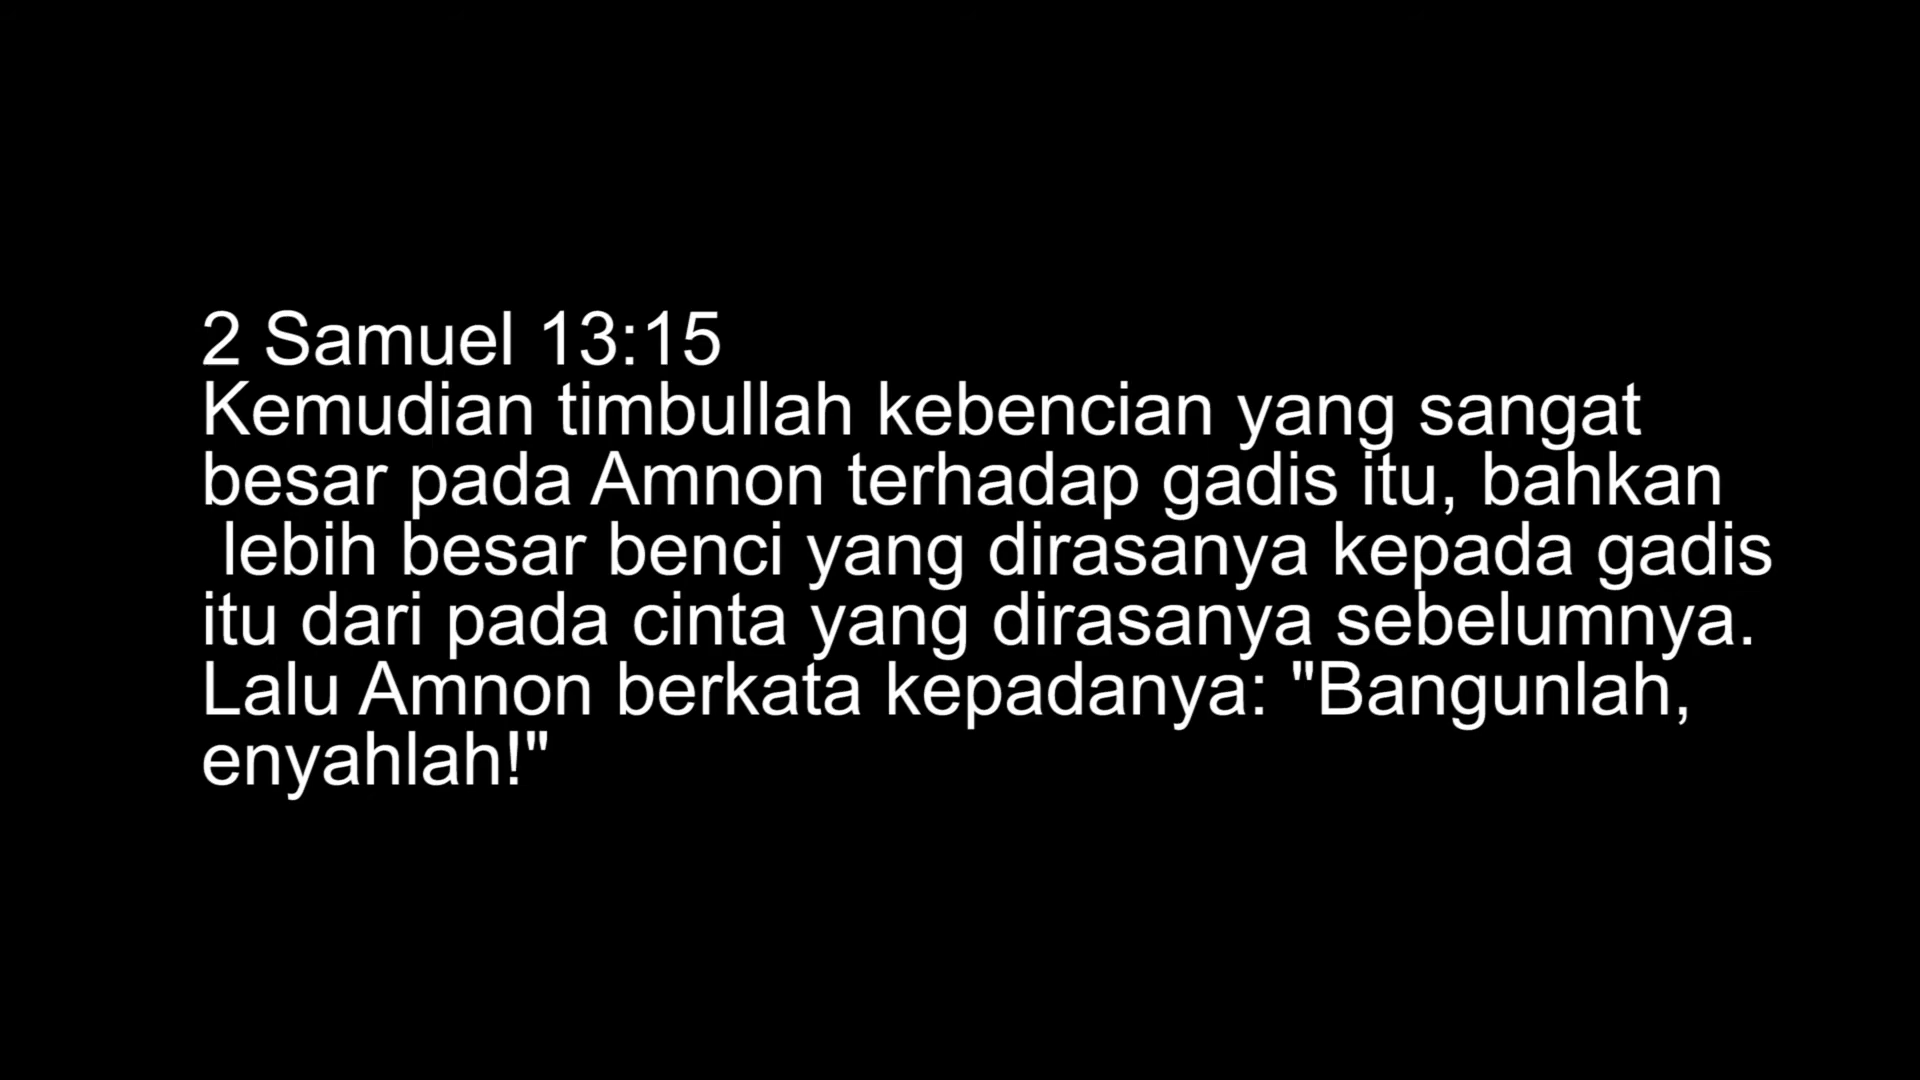 2 Samuel 13:15
Kemudian timbullah kebencian yang sangat
besar pada Amnon terhadap gadis itu, bahkan
lebih besar benci yang dirasanya kepada gadis
itu dari pada cinta yang dirasanya sebelumnya.
Lalu Amnon berkata kepadanya: "Bangunlah,
enyahlah!"